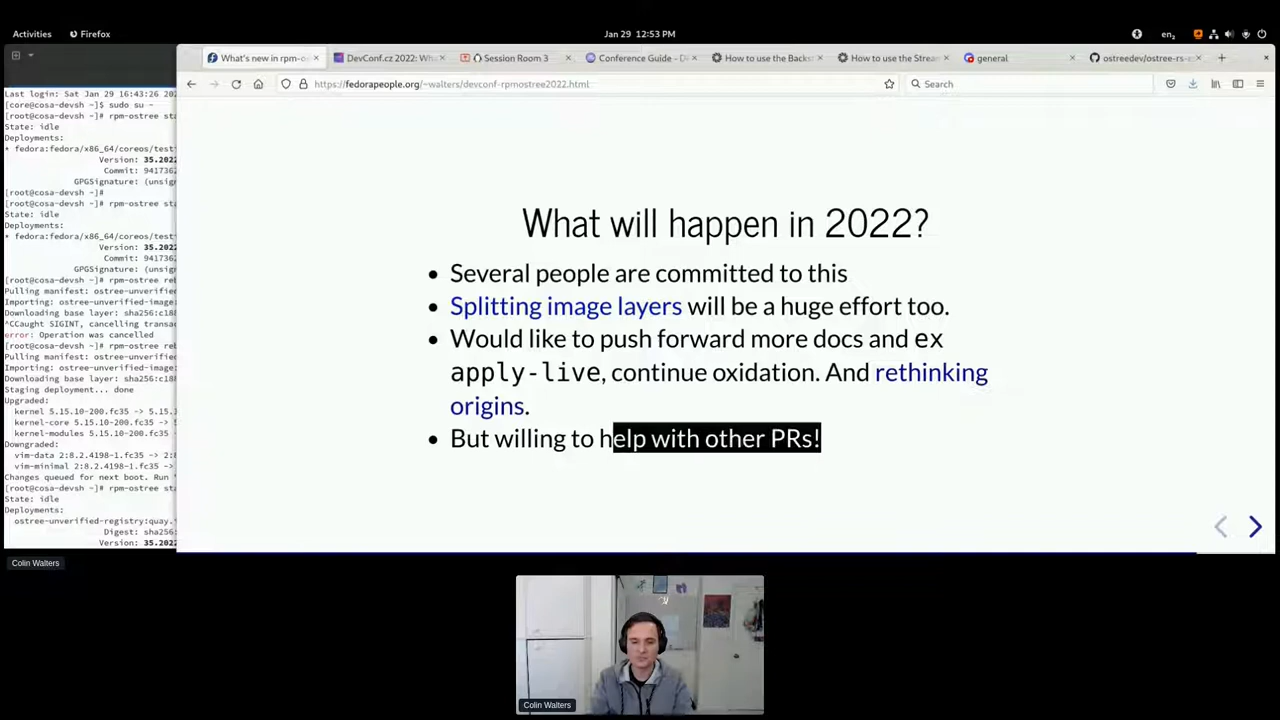 Activities
Firefox
Jan 29 12:53 PM
en
What's new in rpm-o
DevConf.cz 2022: Wh
Session Room 3
Conference Guide - D
How to use the Backs
How to use the Strea
general
ostreedev/ostree-rs-e
https://fedorapeople.org/~walters/devconf-rpmostree2022.html
Search
Last login: Sat Jan 29 16:43:26 202
[core@cosa-devsh ~]$ sudo su -
[root@cosa-devsh ~]# rpm-ostree sta
State: idle
Deployments:
fedora:fedora/x86_64/coreos/test
Version: 35.2022
Commit: 9417362
GPGSignature: (unsig
[root@cosa-devsh ~]#
[root@cosa-devsh ~]# rpm-ostree sta
State: idle
Deployments:
fedora:fedora/x86_64/coreos/test
Version: 35.2022
Commit: 9417362
GPGSignature: (unsig
[root@cosa-devsh ~]# rpm-ostree reb
Pulling manifest: ostree-unverified
Importing: ostree-unverified-image:
Downloading base layer: sha256:c188
^CCaught SIGINT, cancelling transac
error: Operation was cancelled
[root@cosa-devsh ~]# rpm-ostree reb
Pulling manifest: ostree-unverified
Importing: ostree-unverified-image:
Downloading base layer: sha256:c188
Staging deployment... done
Upgraded:
kernel 5.15.10-200.fc35 -> 5.15.
kernel-core 5.15.10-200.fc35 ->
kernel-modules 5.15.10-200.fc35
Downgraded:
vim-data 2:8.2.4198-1.fc35 -> 2:
vim-minimal 2:8.2.4198-1.fc35 ->
Changes queued for next boot. Run "
[root@cosa-devsh ~]# rpm-ostree sta
State: idle
Deployments:
ostree-unverified-registry:quay.i
Digest: sha256:
Version: 35.2022
What will happen in 2022?
• Several people are committed to this
• Splitting image layers will be a huge effort too.
• Would like to push forward more docs and ex
apply-live, continue oxidation. And rethinking
origins.
• But willing to help with other PRs!
Colin Walters
Colin Walters